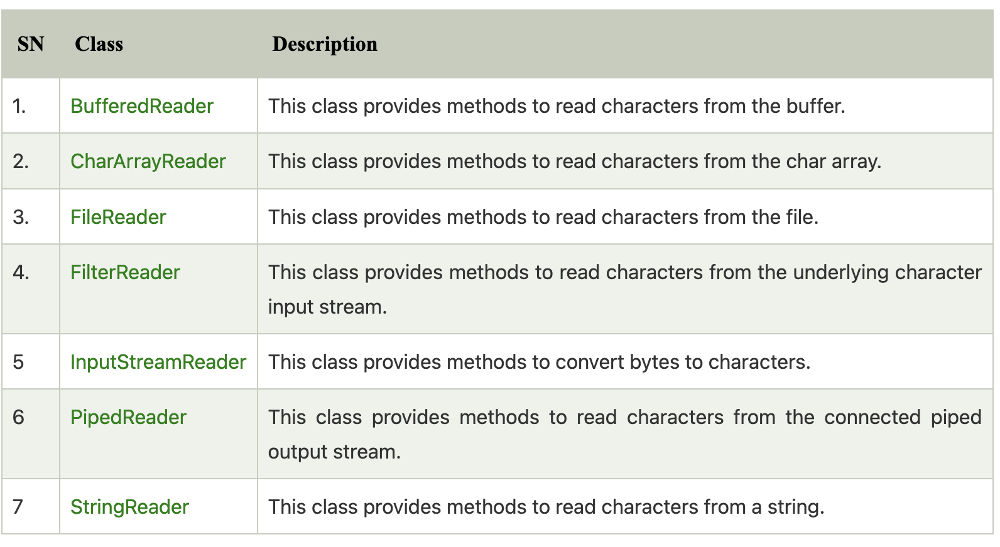 SN Class Description
1. BufferedReader This class provides methods to read characters from the buffer.
2. CharArrayReader This class provides methods to read characters from the char array.
3. FileReader This class provides methods to read characters from the file.
4. FilterReader This class provides methods to read characters from the underlying character
input stream.
5 InputStreamReader This class provides methods to convert bytes to characters.
6 PipedReader This class provides methods to read characters from the connected piped
output stream.
7 StringReader This class provides methods to read characters from a string.